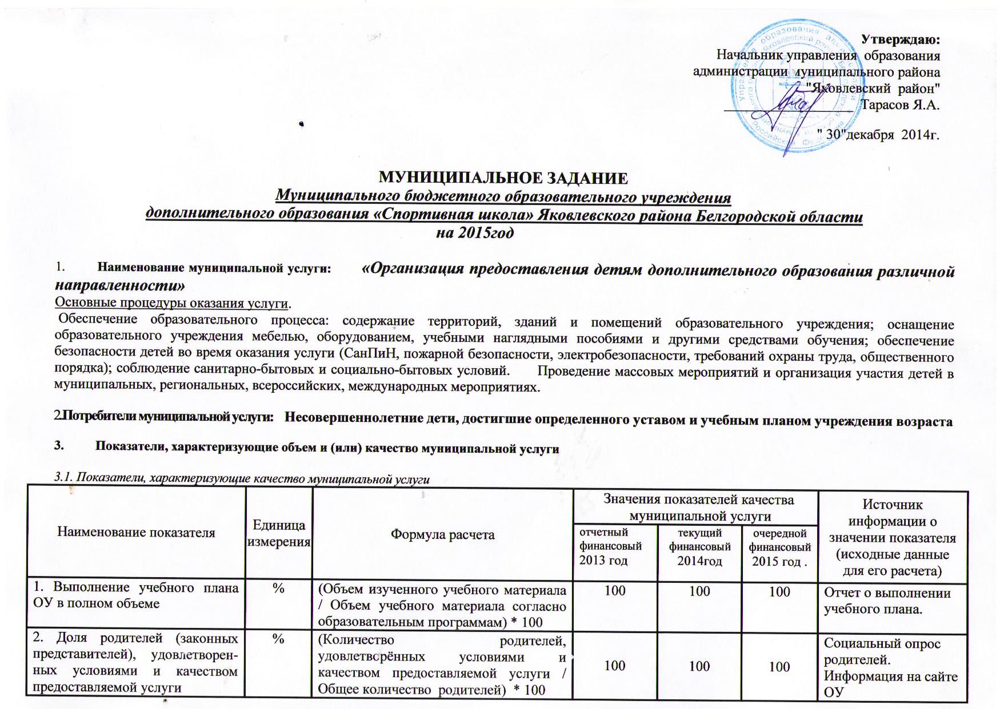 Утверждаю:
Начальник управления образования
администрации муниципального района
"Яковлевский район"
Тарасов Я.А.
" 30"декабря 2014г.
МУНИЦИПАЛЬНОЕ ЗАДАНИЕ
Муниципального бюджетного образовательного учреждения
дополнительного образования «Спортивная школа» Яковлевского района Белгородской области
на 2015год
1. Наименование муниципальной услуги: «Организация предоставления детям дополнительного образования различной
направленности»
Основные процедуры оказания услуги.
Обеспечение образовательного процесса: содержание территорий, зданий и помещений образовательного учреждения; оснащение
образовательного учреждения мебелью, оборудованием, учебными наглядными пособиями и другими средствами обучения; обеспечение
безопасности детей во время оказания услуги (СанПиН, пожарной безопасности, электробезопасности, требований охраны труда, общественного
порядка); соблюдение санитарно-бытовых и социально-бытовых условий. Проведение массовых мероприятий и организация участия детей в
муниципальных, региональных, всероссийских, международных мероприятиях.
2.Потребители муниципальной услуги: Несовершеннолетние дети, достигшие определенного уставом и учебным планом учреждения возраста
3. Показатели, характеризующие объем и (или) качество муниципальной услуги
3.1. Показатели, характеризующие качество муниципальной услуги
Наименование показателя
Единица
измерения
Формула расчета
Значения показателей качества
муниципальной услуги
отчетный
финансовый
2013 год
текущий
финансовый
2014год
очередной
финансовый
2015 год .
Источник
информации о
значении показателя
(исходные данные
для его расчета)
1. Выполнение учебного плана
ОУ в полном объеме
%
(Объем изученного учебного материала
/ Объем учебного материала согласно
образовательным программам) * 100
100
100
100
Отчет о выполнении
учебного плана.
2. Доля родителей (законных
представителей), удовлетворен-
ных условиями и качеством
предоставляемой услуги
%
(Количество родителей,
удовлетворённых условиями и
качеством предоставляемой услуги /
Общее количество родителей) * 100
100
100
100
Социальный опрос
родителей.
Информация на сайте
ОУ